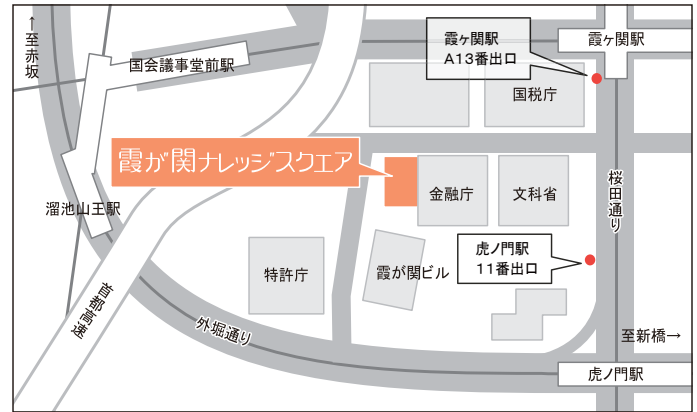 ←至赤坂
国会議事堂前駅
霞ヶ関駅
A13番出口
霞ヶ関駅
国税庁
霞が関ナレッジスクエア
金融庁
文科省
桜田通り
溜池山王駅
虎ノ門駅
11番出口
特許庁
霞が関ビル
首都高速
外堀通り
至新橋→
虎ノ門駅